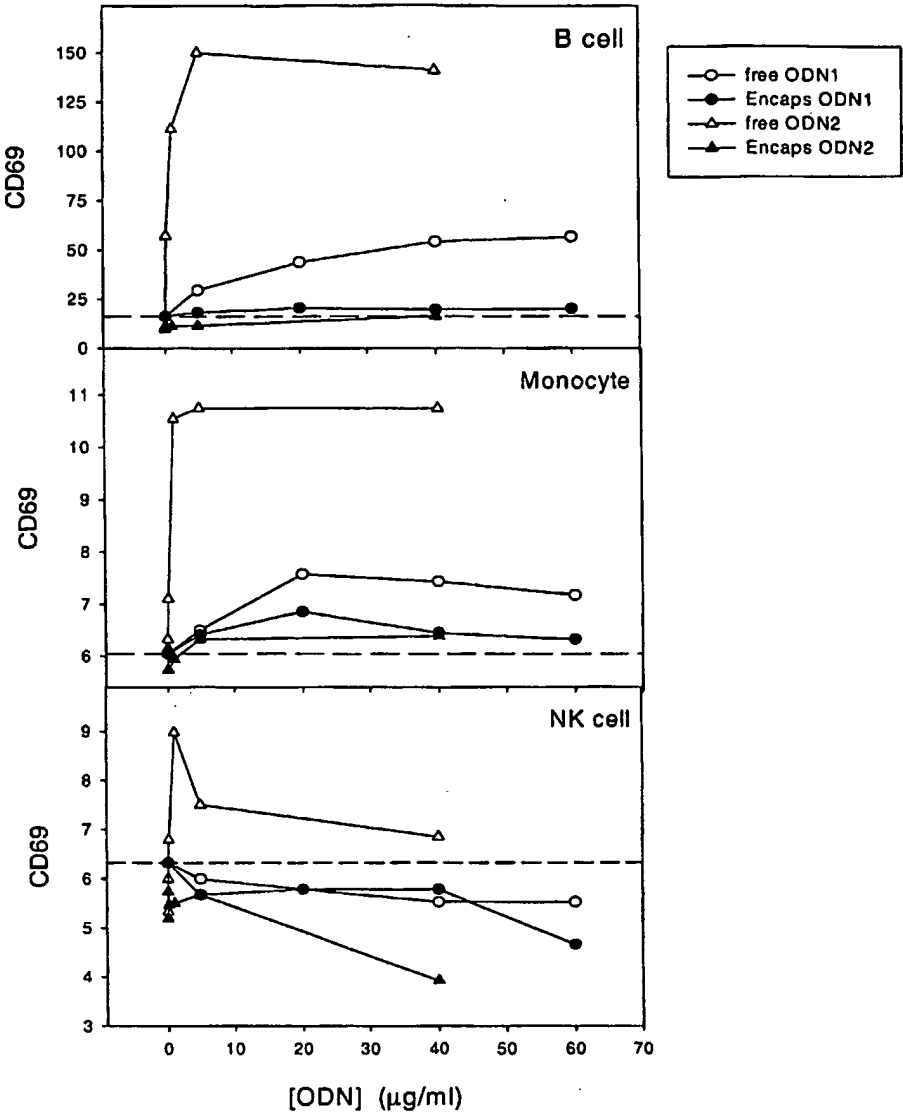 B cell
free ODN1
Encaps ODN1
free ODN2
Encaps ODN2
CD69
150
125
100
75
50
25
0
Monocyte
CD69
11
10
9
8
7
6
NK cell
CD69
9
8
7
6
5
4
3
0 10 20 30 40 50 60 70
[ODN] (μg/ml)